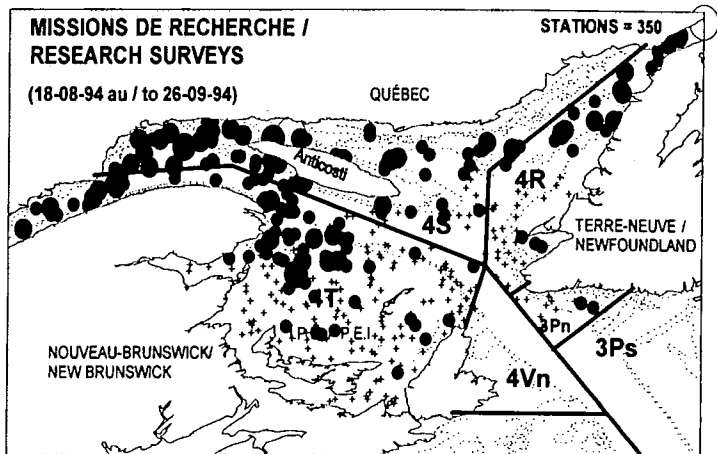 MISSIONS DE RECHERCHE /
RESEARCH SURVEYS
STATIONS = 350
(18-08-94 au / to 26-09-94)
QUÉBEC
Anticosti
4R
4S
TERRE-NEUVE /
NEWFOUNDLAND
4T
P.E.I.
3Pn
3Ps
NOUVEAU-BRUNSWICK/
NEW BRUNSWICK
4Vn